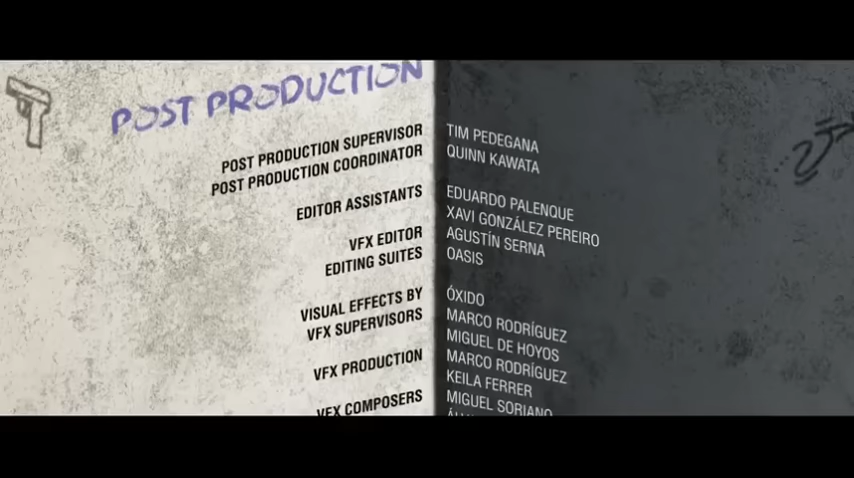 POST PRODUCTION
POST PRODUCTION SUPERVISOR TIM PEDEGANA
POST PRODUCTION COORDINATOR QUINN KAWATA
EDITOR ASSISTANTS EDUARDO PALENQUE
XAVI GONZÁLEZ PEREIRO
VFX EDITOR AGUSTÍN SERNA
EDITING SUITES OASIS
VISUAL EFFECTS BY ÓXIDO
VFX SUPERVISORS MARCO RODRÍGUEZ
MIGUEL DE HOYOS
VFX PRODUCTION MARCO RODRÍGUEZ
KEILA FERRER
VFX COMPOSERS MIGUEL SORIANO